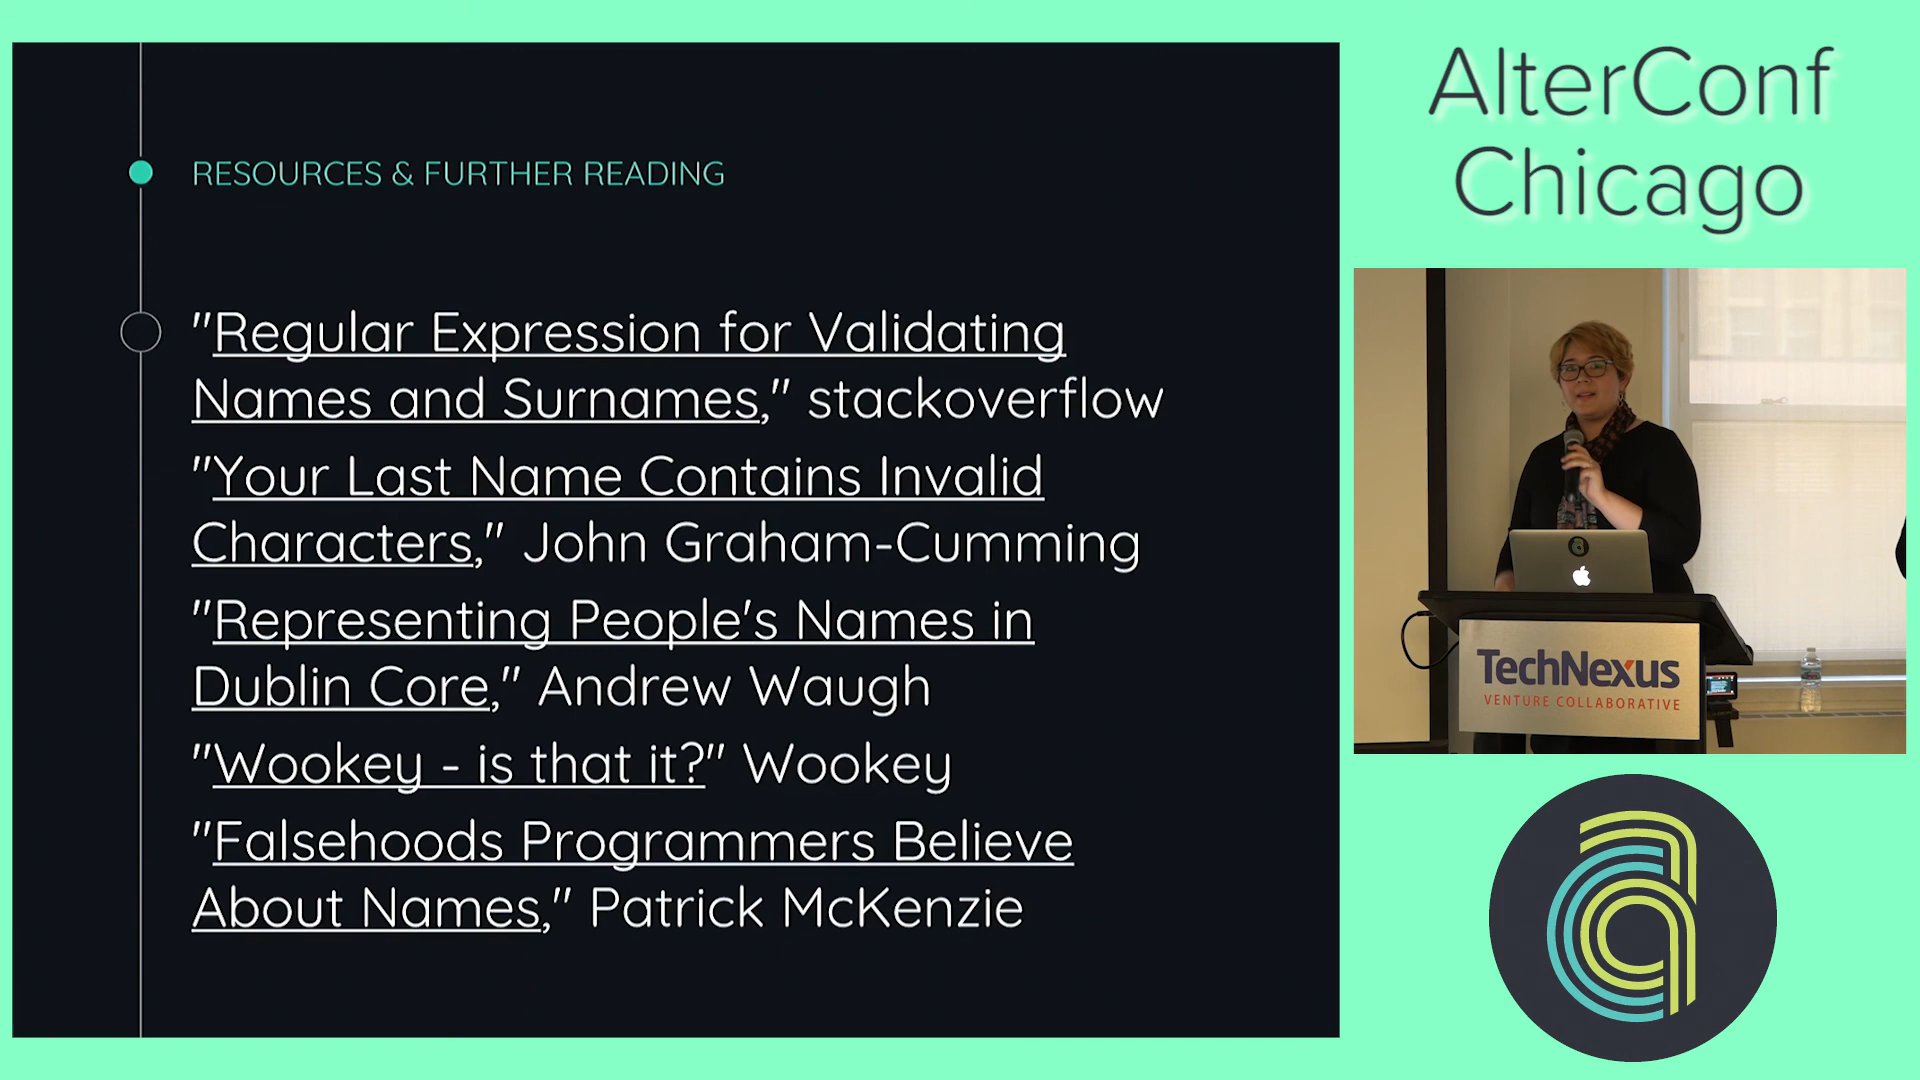 RESOURCES & FURTHER READING
"Regular Expression for Validating
Names and Surnames," stackoverflow
"Your Last Name Contains Invalid
Characters," John Graham-Cumming
"Representing People's Names in
Dublin Core," Andrew Waugh
"Wookey - is that it?" Wookey
"Falsehoods Programmers Believe
About Names," Patrick McKenzie
AlterConf
Chicago
TechNexus
VENTURE COLLABORATIVE